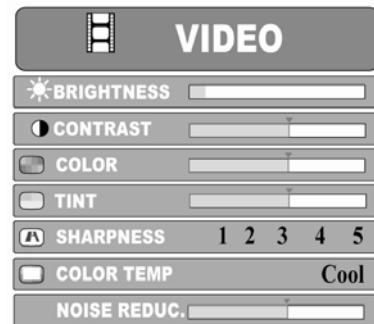 VIDEO
BRIGHTNESS
CONTRAST
COLOR
TINT
SHARPNESS 1 2 3 4 5
COLOR TEMP Cool
NOISE REDUC.